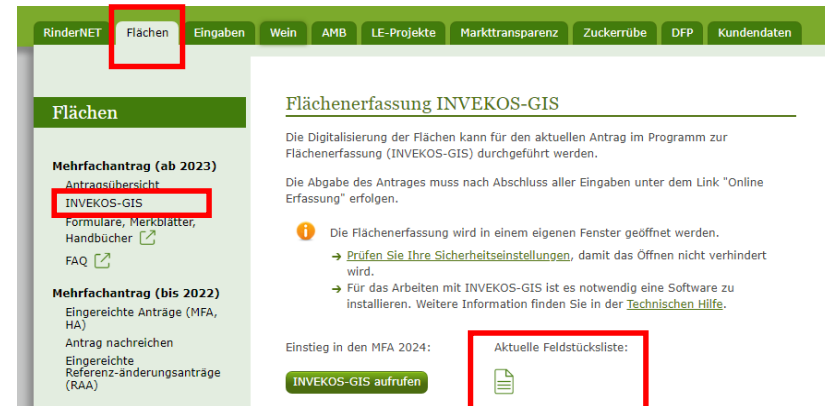 RinderNET Flächen Eingaben Wein AMB LE-Projekte Markttransparenz Zuckerrübe DFP Kundendaten
Flächen
Mehrfachantrag (ab 2023)
Antragsübersicht
INVEKOS-GIS
Formulare, Merkblätter,
Handbücher
FAQ
Mehrfachantrag (bis 2022)
Eingereichte Anträge (MFA,
HA)
Antrag nachreichen
Eingereichte
Referenz-änderungsanträge
(RAA)
Flächenerfassung INVEKOS-GIS
Die Digitalisierung der Flächen kann für den aktuellen Antrag im Programm zur
Flächenerfassung (INVEKOS-GIS) durchgeführt werden.
Die Abgabe des Antrages muss nach Abschluss aller Eingaben unter dem Link "Online
Erfassung" erfolgen.
Die Flächenerfassung wird in einem eigenen Fenster geöffnet werden.
→ Prüfen Sie Ihre Sicherheitseinstellungen, damit das Öffnen nicht verhindert
wird.
→ Für das Arbeiten mit INVEKOS-GIS ist es notwendig eine Software zu
installieren. Weitere Information finden Sie in der Technischen Hilfe.
Einstieg in den MFA 2024: Aktuelle Feldstücksliste:
INVEKOS-GIS aufrufen